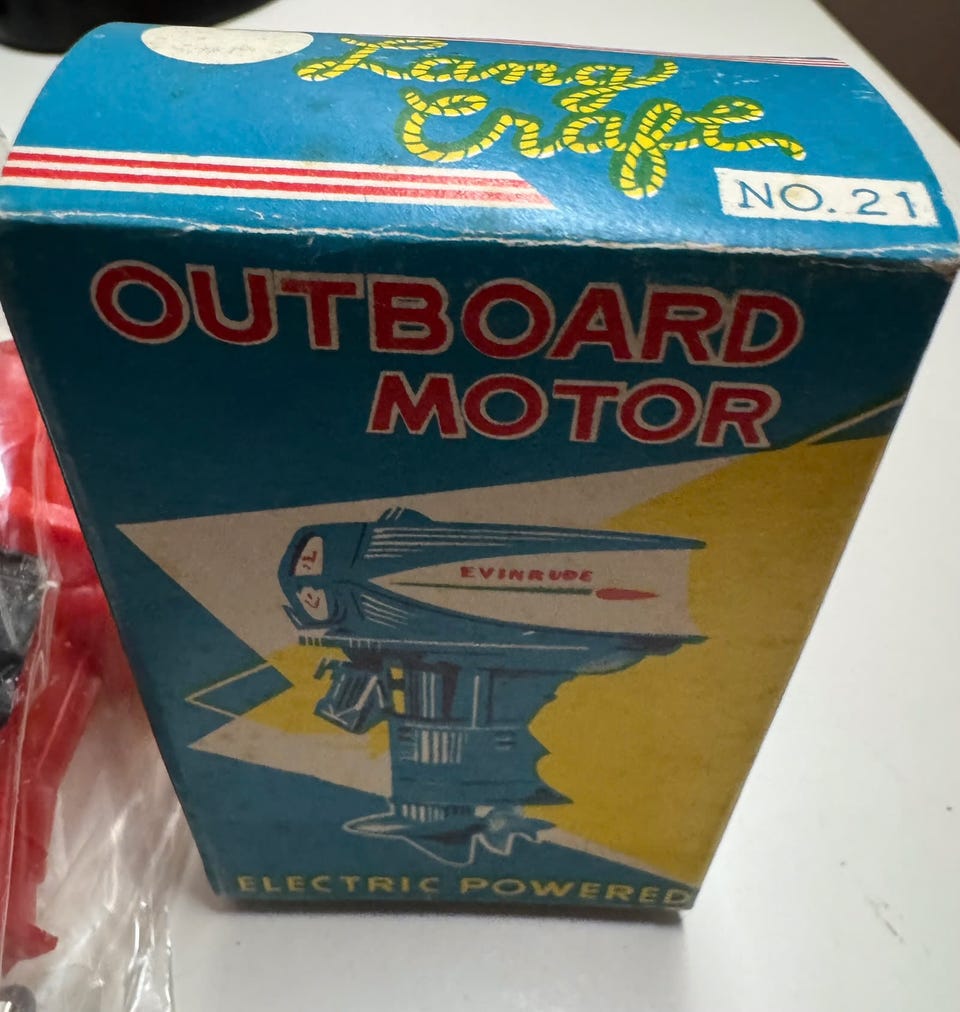 Lang
Craft
NO. 21
OUTBOARD
MOTOR
EVINRUDE
ELECTRIC POWERED